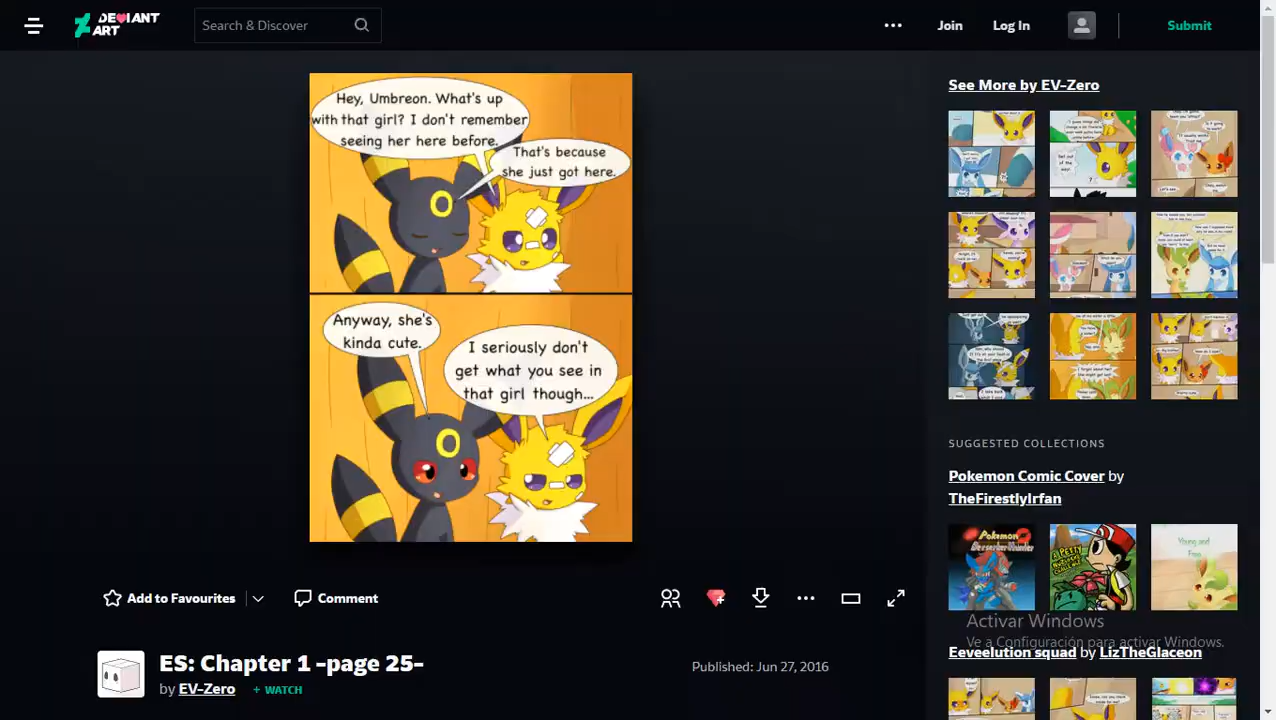 DEVIANT
ART
Search & Discover
Join
Log In
Submit
Hey, Umbreon. What's up
with that girl? I don't remember
seeing her here before.
That's because
she just got here.
Anyway, she's
kinda cute.
I seriously don't
get what you see in
that girl though...
Add to Favourites
Comment
ES: Chapter 1 -page 25-
by EV-Zero + WATCH
Published: Jun 27, 2016
See More by EV-Zero
SUGGESTED COLLECTIONS
Pokemon Comic Cover by
TheFirestlyIrfan
Pokemon
Young and
Free
Activar Windows
Ve a Configuración para activar Windows.
Eeveelution squad by LizTheGlaceon